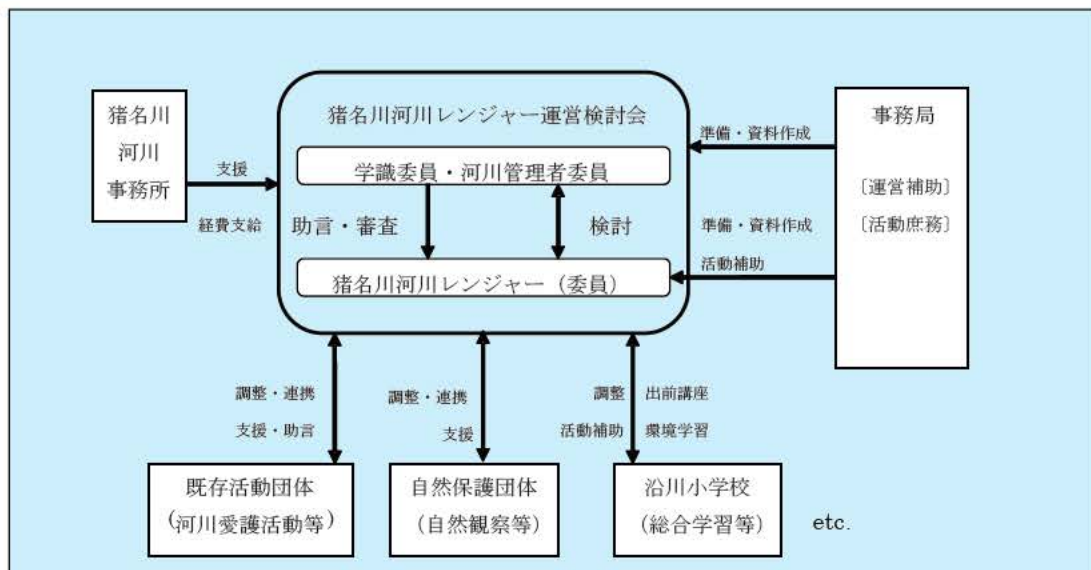 猪名川
河川
事務所
支援
経費支給
猪名川河川レンジャー運営検討会
学識委員・河川管理者委員
助言・審査
検討
猪名川河川レンジャー（委員）
事務局
〔運営補助〕
〔活動庶務〕
準備・資料作成
準備・資料作成
活動補助
調整・連携
支援・助言
調整・連携
支援
調整 出前講座
活動補助 環境学習
既存活動団体
(河川愛護活動等)
自然保護団体
（自然観察等）
沿川小学校
（総合学習等）
etc.